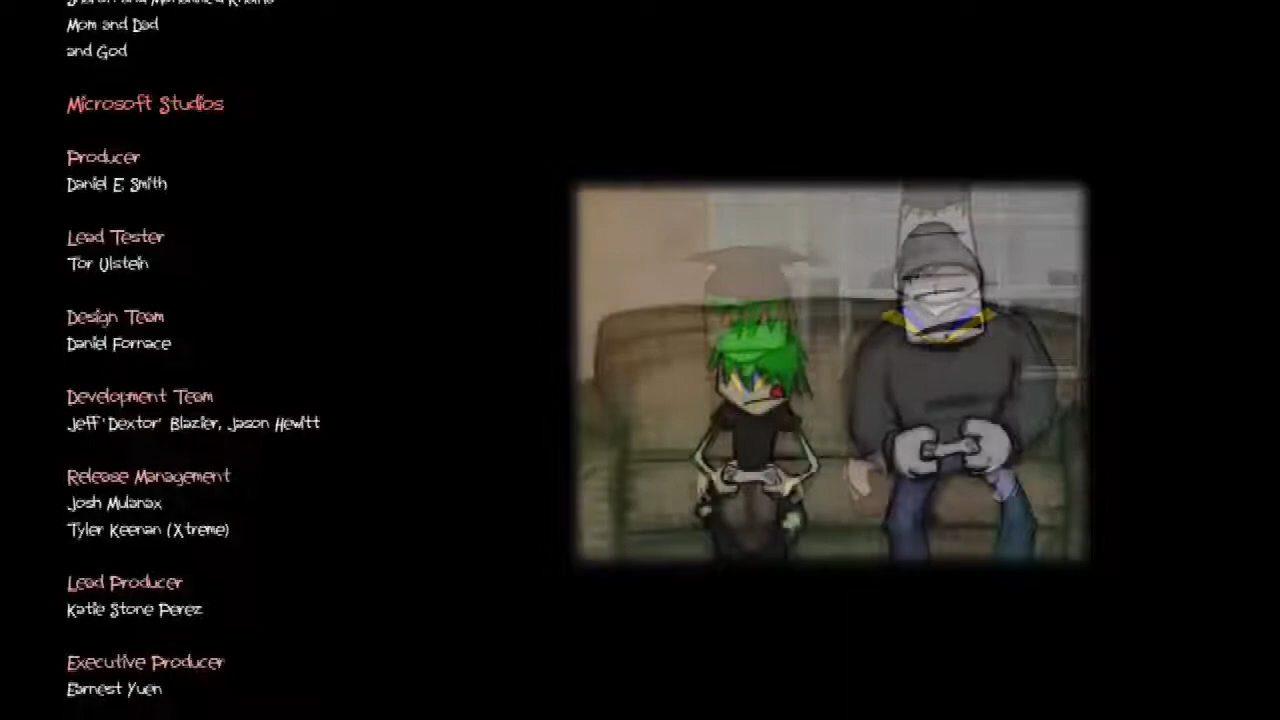 Mom and Dad
and God
Microsoft Studios
Producer
Daniel E. Smith
Lead Tester
Tor Ulstein
Design Team
Daniel Fornace
Development Team
Jeff 'Dextor' Blazier, Jason Hewitt
Release Management
Josh Mulanax
Tyler Keenan (Xtreme)
Lead Producer
Katie Stone Perez
Executive Producer
Earnest Yuen